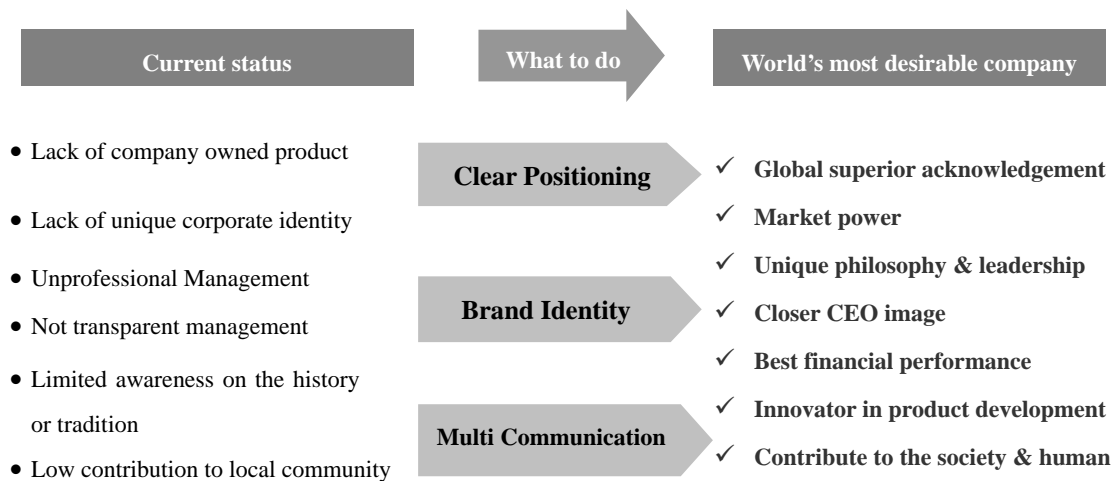 Current status
What to do
World's most desirable company
• Lack of company owned product
• Lack of unique corporate identity
• Unprofessional Management
• Not transparent management
• Limited awareness on the history
or tradition
• Low contribution to local community
Clear Positioning
Brand Identity
Multi Communication
✓ Global superior acknowledgement
✓ Market power
✓ Unique philosophy & leadership
✓ Closer CEO image
✓ Best financial performance
✓ Innovator in product development
✓ Contribute to the society & human